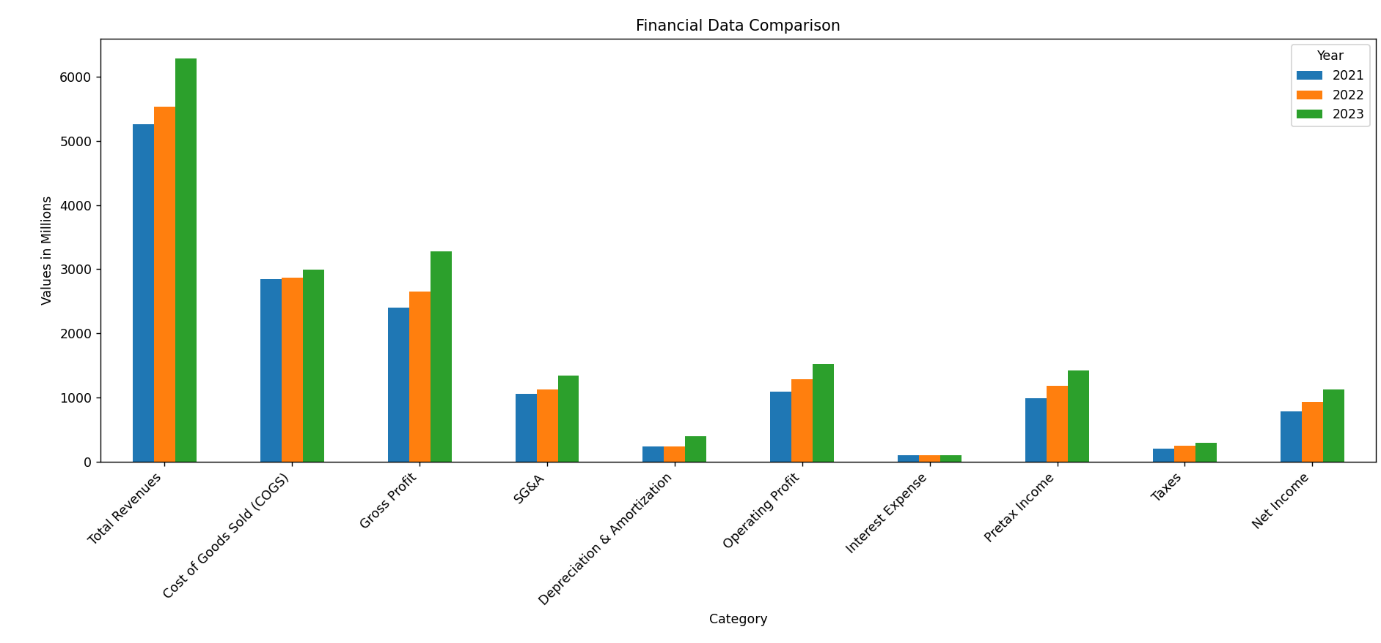 Financial Data Comparison
Year
2021
2022
2023
Values in Millions
6000
5000
4000
3000
2000
1000
0
Total Revenues
Cost of Goods Sold (COGS)
Gross Profit
SG&A
Depreciation & Amortization
Operating Profit
Interest Expense
Pretax Income
Taxes
Net Income
Category